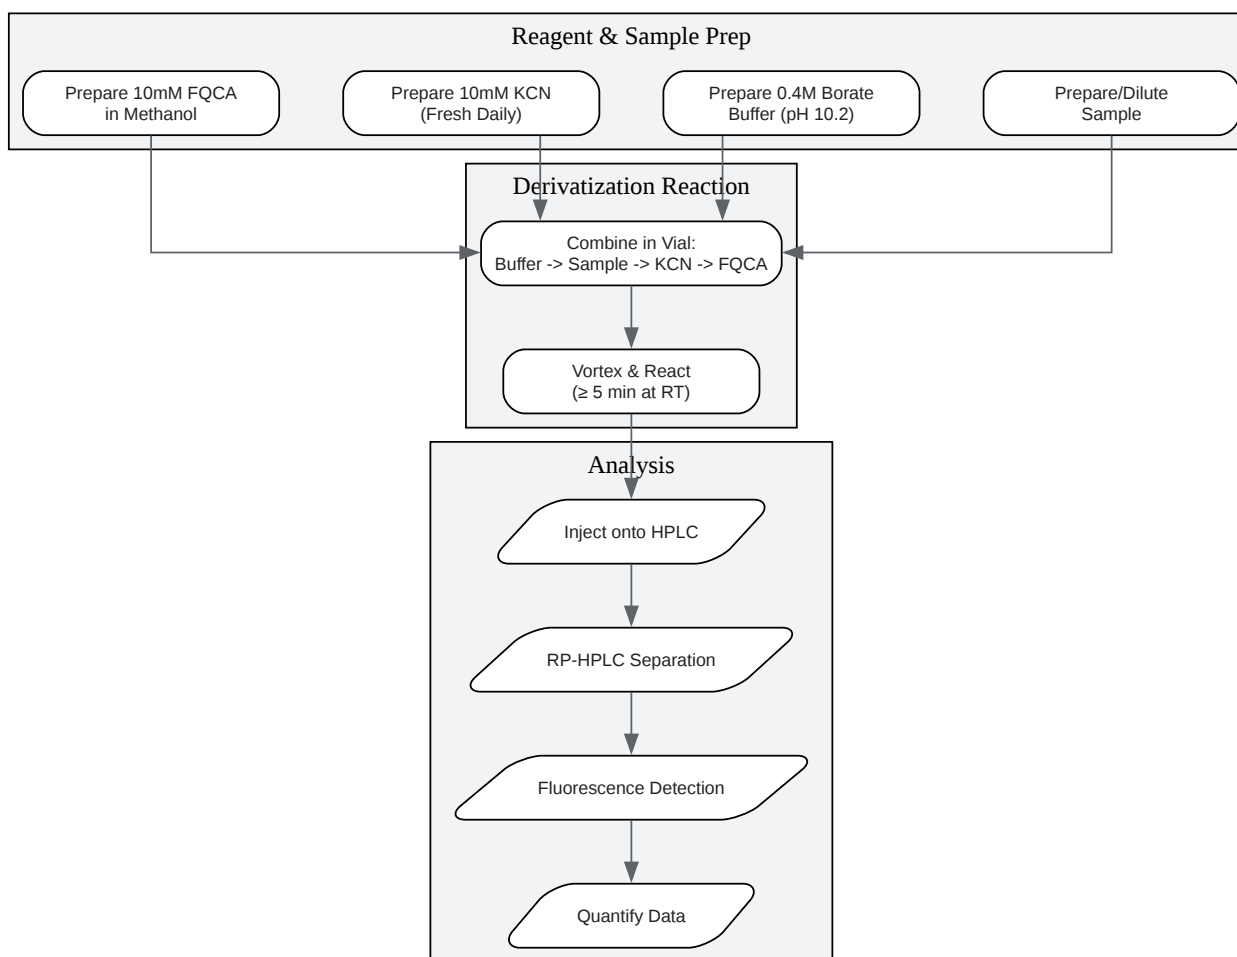 Reagent & Sample Prep
Prepare 10mM FQCA
in Methanol
Prepare 10mM KCN
(Fresh Daily)
Prepare 0.4M Borate
Buffer (pH 10.2)
Prepare/Dilute
Sample
Derivatization Reaction
Combine in Vial:
Buffer -> Sample -> KCN -> FQCA
Vortex & React
(≥ 5 min at RT)
Analysis
Inject onto HPLC
RP-HPLC Separation
Fluorescence Detection
Quantify Data